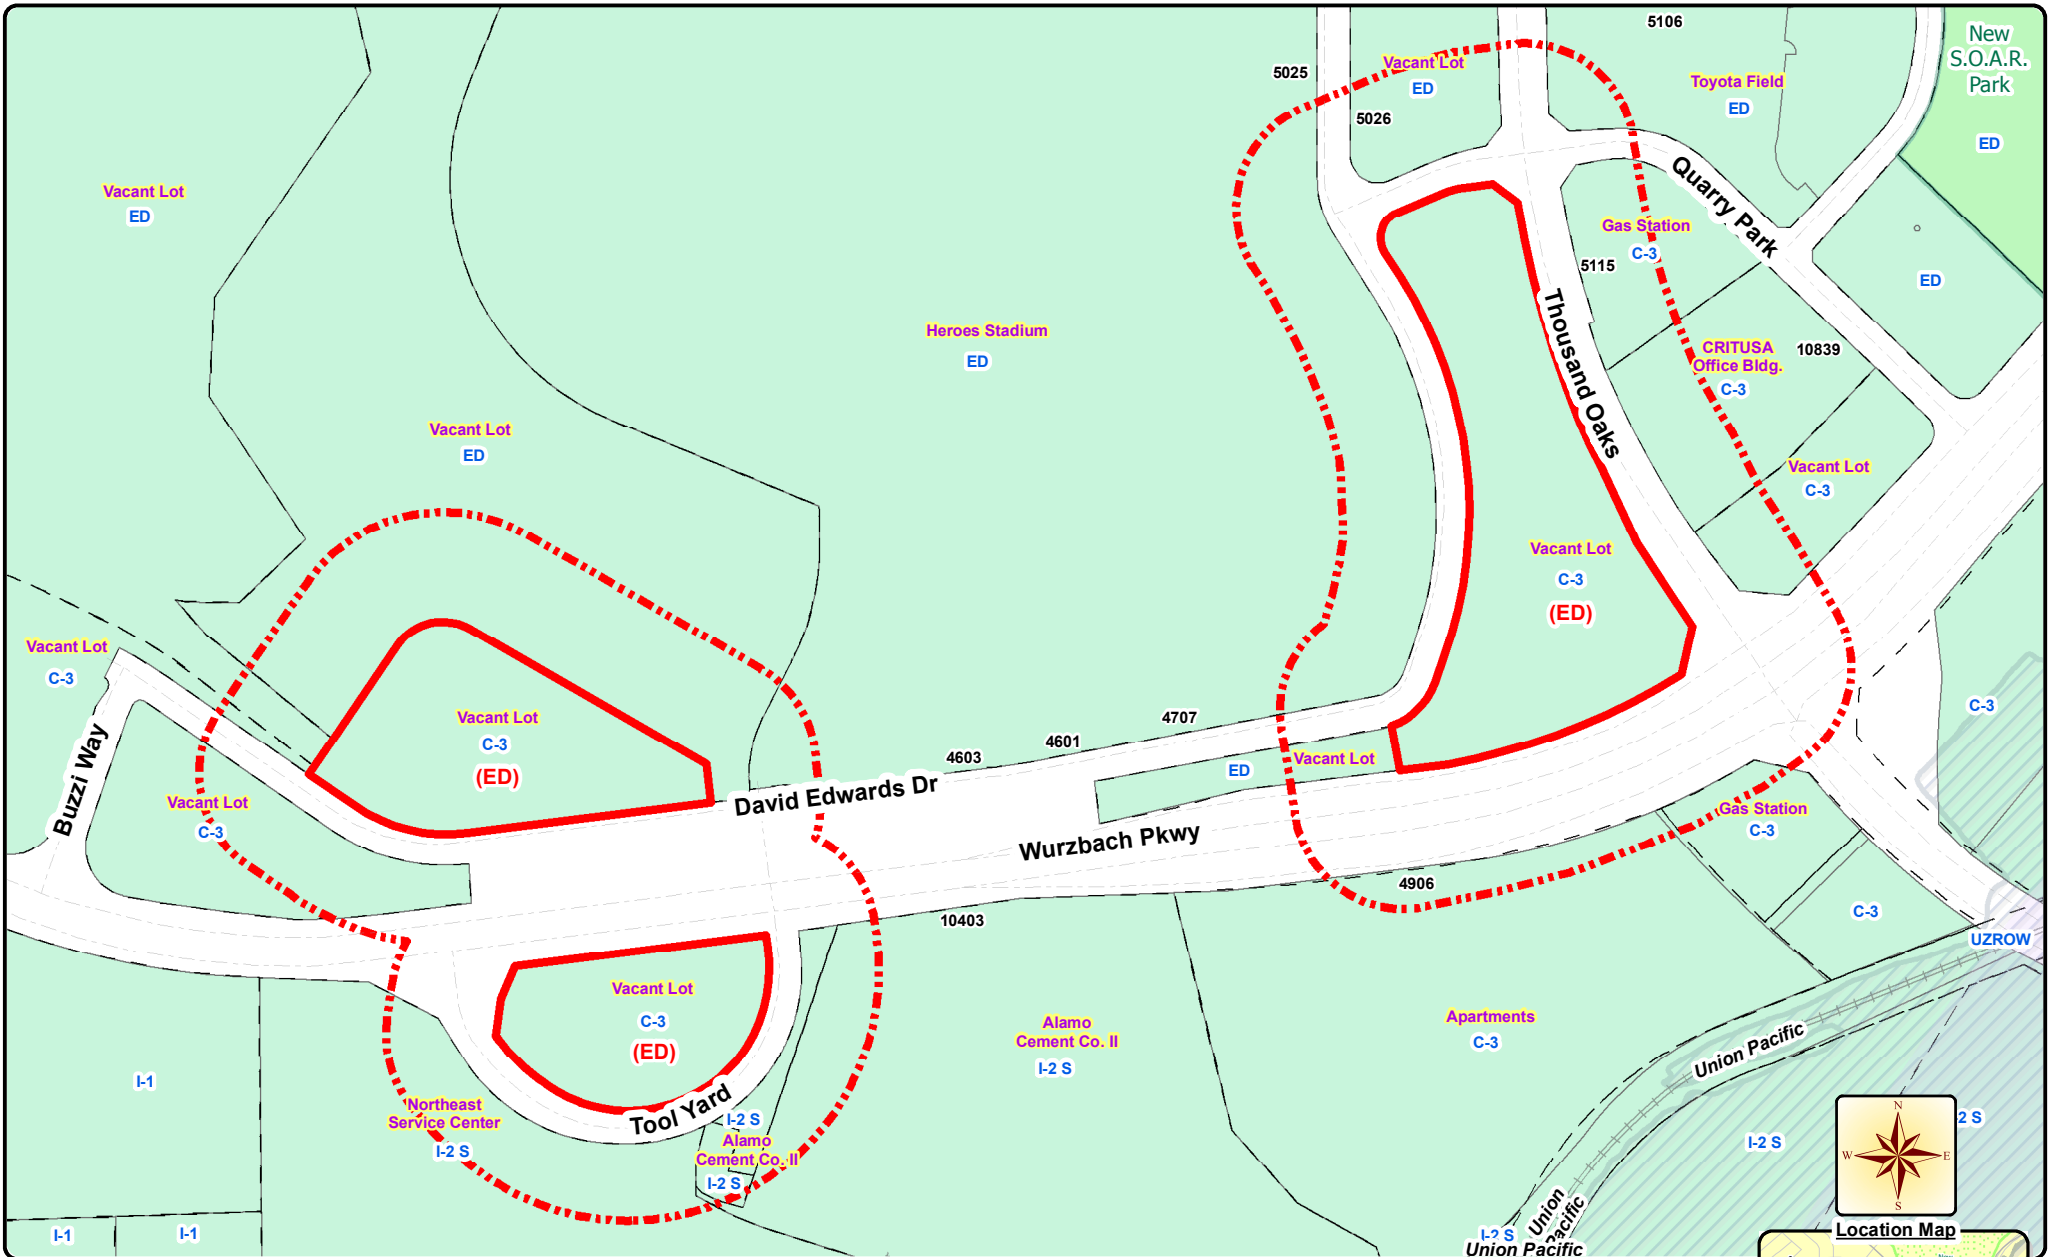 5106
New
S.O.A.R.
Park
ED
5025
Vacant Lot
ED
5026
Toyota Field
ED
Quarry Park
Vacant Lot
ED
Gas Station
C-3
5115
ED
Thousand Oaks
Heroes Stadium
ED
CRITUSA
Office Bldg.
C-3
10839
Vacant Lot
ED
Vacant Lot
C-3
Vacant Lot
C-3
(ED)
Vacant Lot
C-3
Vacant Lot
C-3
(ED)
C-3
4707
4601
4603
Buzzi Way
Vacant Lot
C-3
David Edwards Dr
ED
Vacant Lot
Wurzbach Pkwy
Gas Station
C-3
4906
10403
C-3
UZROW
Vacant Lot
C-3
(ED)
Alamo
Cement Co. II
I-2 S
Apartments
C-3
Union Pacific
I-1
Northeast
Service Center
I-2 S
Tool Yard
I-2 S
Alamo
Cement Co. II
I-2 S
I-2 S
2 S
N
W
E
S
Location Map
I-1
I-1
Union
Pacific
I-2 S
Union Pacific